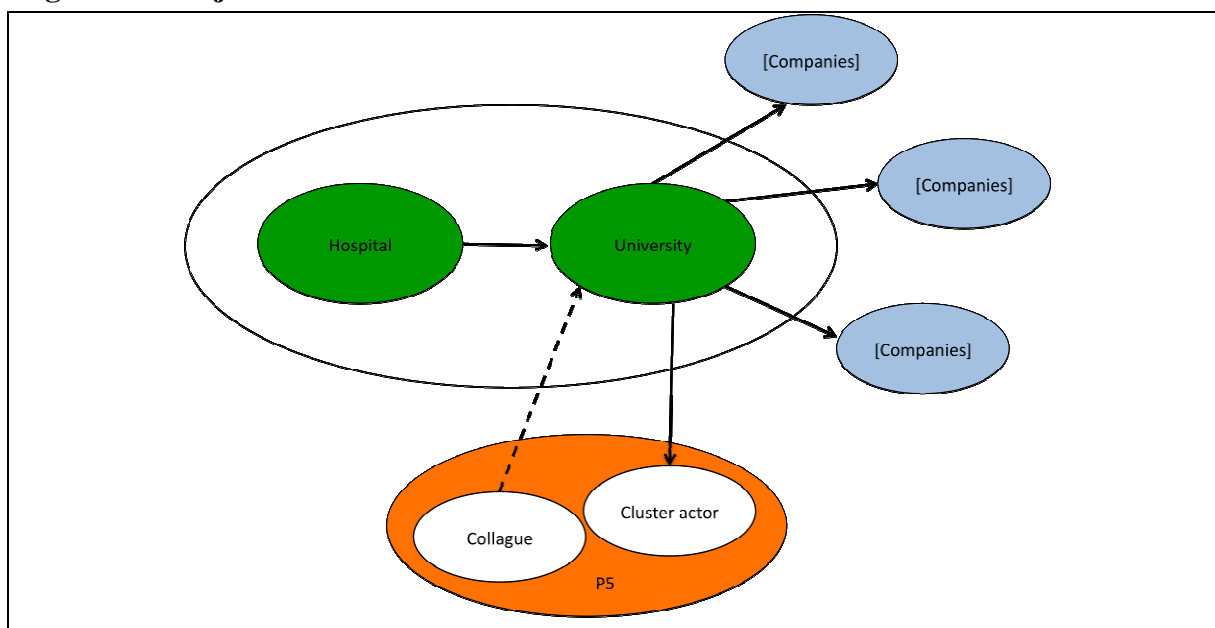 [Companies]
[Companies]
Hospital
University
[Companies]
Cluster actor
Collague
P5